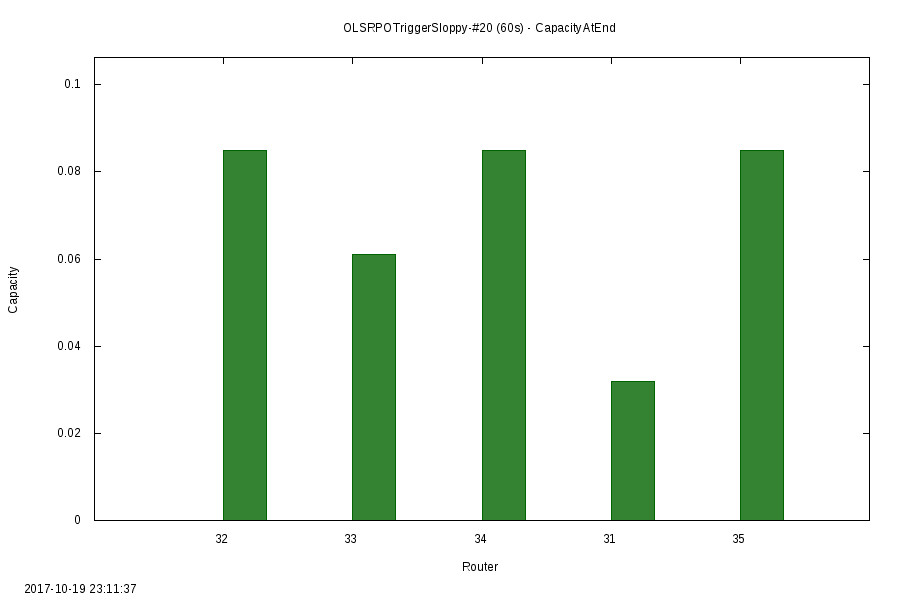 OLSRPOTriggerSloppy-#20 (60s) - CapacityAtEnd
0.1
0.08
0.06
0.04
0.02
0
Capacity
32 33 34 31 35
Router
2017-10-19 23:11:37